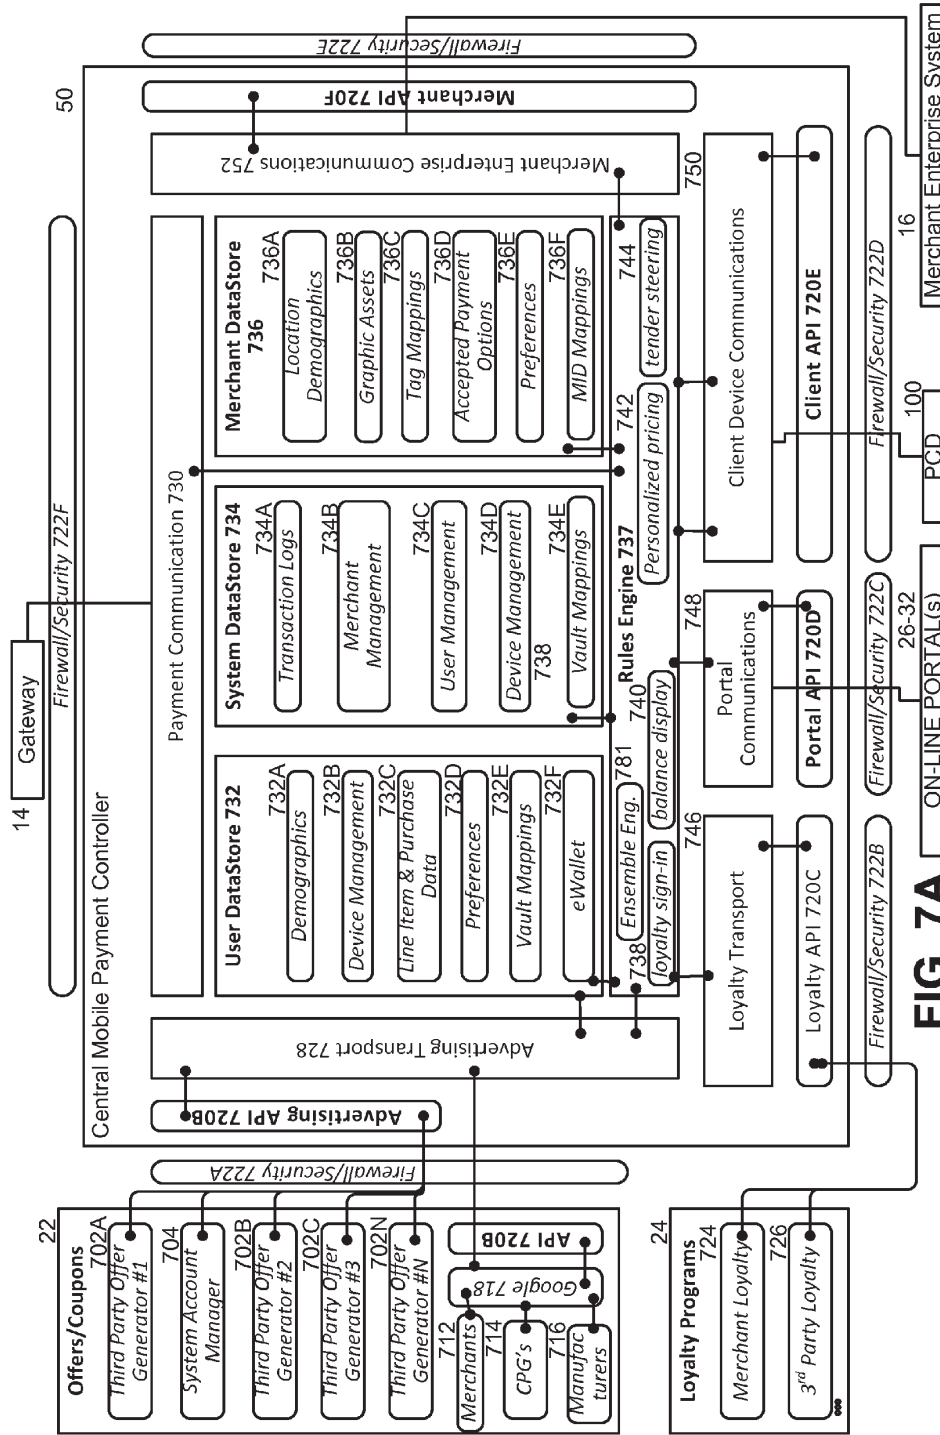 14
Gateway
Firewall/Security 722F
50
Central Mobile Payment Controller
Payment Communication 730
22
Offers/Coupons
702A
Third Party Offer
Generator #1
704
System Account
Manager
702B
Third Party Offer
Generator #2
702C
Third Party Offer
Generator #3
702N
Third Party Offer
Generator #N
712
Merchants
714
CPG's
716
Manufac
turers
Google 718
API 720B
Firewall/Security 722A
Advertising API 720B
Advertising Transport 728
User DataStore 732
732A
Demographics
732B
Device Management
732C
Line Item & Purchase
Data
732D
Preferences
732E
Vault Mappings
732F
eWallet
System DataStore 734
734A
Transaction Logs
734B
Merchant
Management
734C
User Management
734D
Device Management
738
734E
Vault Mappings
Merchant DataStore
736
736A
Location
Demographics
736B
Graphic Assets
736C
Tag Mappings
736D
Accepted Payment
Options
736E
Preferences
736F
MID Mappings
Merchant Enterprise Communications 752
Merchant API 720F
Firewall/Security 722E
Rules Engine 737
Ensemble Eng.
781
738
loyalty sign-in
740
balance display
742
Personalized pricing
744
tender steering
746
Loyalty Transport
748
Portal
Communications
750
Client Device Communications
Loyalty API 720C
Portal API 720D
Client API 720E
Firewall/Security 722B
Firewall/Security 722C
Firewall/Security 722D
24
Loyalty Programs
724
Merchant Loyalty
726
3rd Party Loyalty
26-32
ON-LINE PORTAL(s)
100
PCD
16
Merchant Enterprise System
FIG. 7A